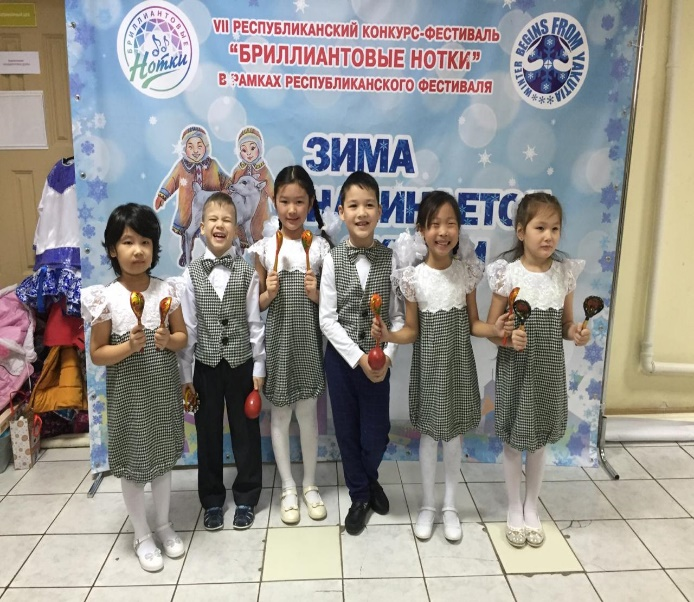 БРИЛЛИАНТОВЫЕ
Нотки
VII РЕСПУБЛИКАНСКИЙ КОНКУРС-ФЕСТИВАЛЬ
“БРИЛЛИАНТОВЫЕ НОТКИ”
В РАМКАХ РЕСПУБЛИКАНСКОГО ФЕСТИВАЛЯ
WINTER BEGINS FROM YAKUTIA
ЗИМА